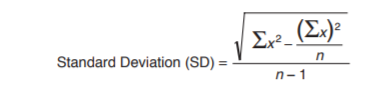 Standard Deviation (SD) = √ Σx² – (Σx)² / n
n – 1